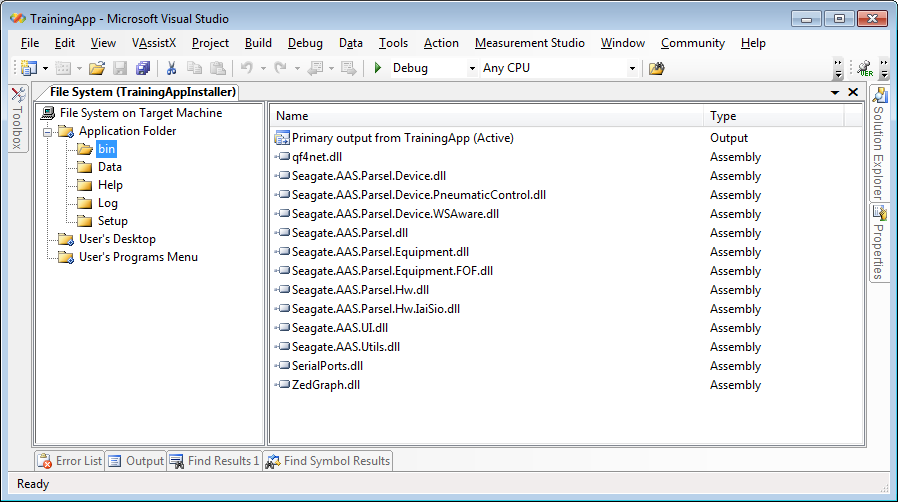 TrainingApp - Microsoft Visual Studio
File Edit View VAssistX Project Build Debug Data Tools Action Measurement Studio Window Community Help
Debug Any CPU VER
File System (TrainingAppInstaller)
Toolbox
File System on Target Machine
Application Folder
bin
Data
Help
Log
Setup
User's Desktop
User's Programs Menu
Name Type
Primary output from TrainingApp (Active) Output
qf4net.dll Assembly
Seagate.AAS.Parsel.Device.dll Assembly
Seagate.AAS.Parsel.Device.PneumaticControl.dll Assembly
Seagate.AAS.Parsel.Device.WSAware.dll Assembly
Seagate.AAS.Parsel.dll Assembly
Seagate.AAS.Parsel.Equipment.dll Assembly
Seagate.AAS.Parsel.Equipment.FOF.dll Assembly
Seagate.AAS.Parsel.Hw.dll Assembly
Seagate.AAS.Parsel.Hw.IaiSio.dll Assembly
Seagate.AAS.UI.dll Assembly
Seagate.AAS.Utils.dll Assembly
SerialPorts.dll Assembly
ZedGraph.dll Assembly
Solution Explorer
Properties
Error List Output Find Results 1 Find Symbol Results
Ready